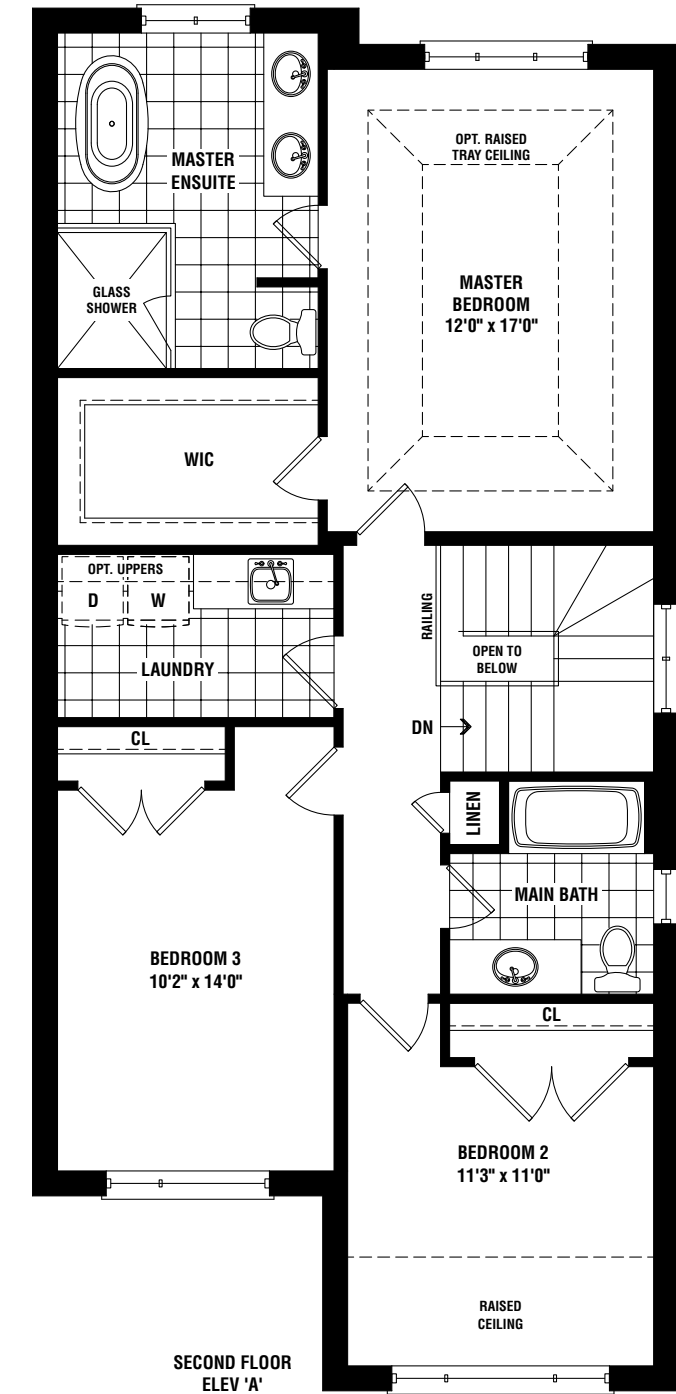 MASTER
ENSUITE
OPT. RAISED
TRAY CEILING
GLASS
SHOWER
MASTER
BEDROOM
12'0" x 17'0"
WIC
OPT. UPPERS
D
W
LAUNDRY
RAILING
OPEN TO
BELOW
DN
CL
LINEN
MAIN BATH
BEDROOM 3
10'2" x 14'0"
CL
BEDROOM 2
11'3" x 11'0"
RAISED
CEILING
SECOND FLOOR
ELEV 'A'